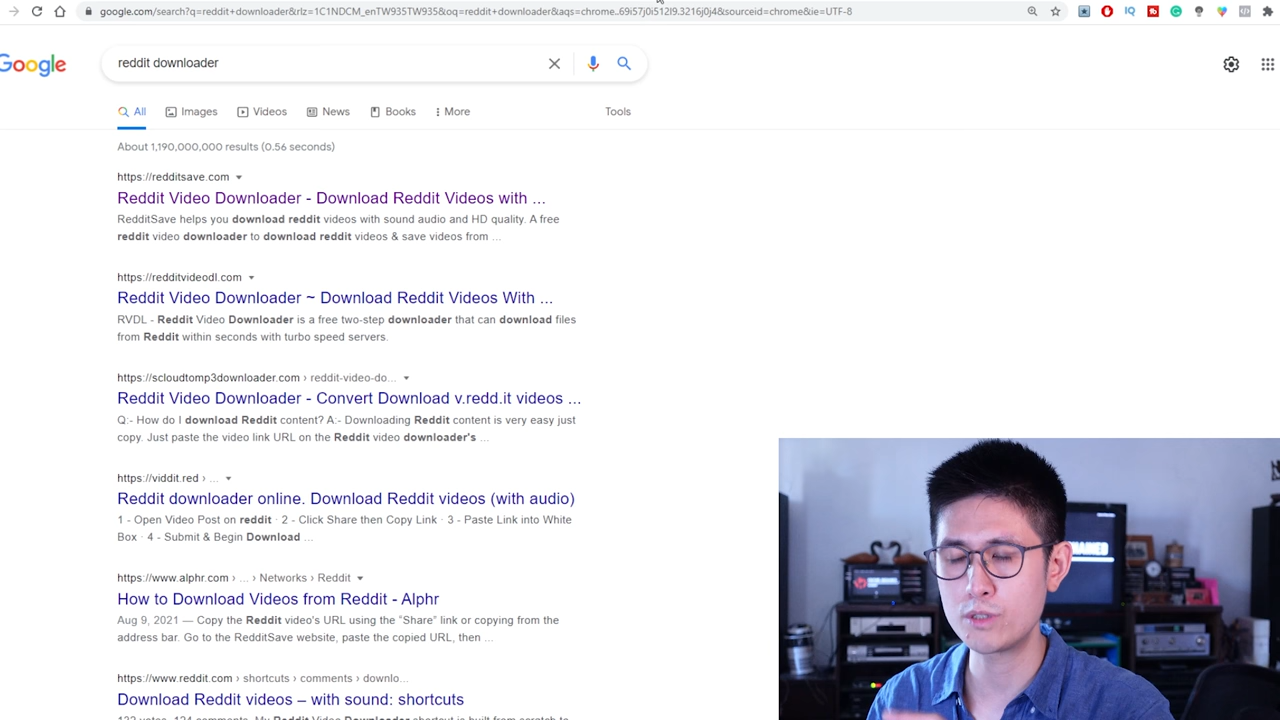 google.com/search?q=reddit+downloader&rlz=1C1NDCM_enTW935TW935&oq=reddit+downloader&aqs=chrome..69i57j0i512l9.3216j0j4&sourceid=chrome&ie=UTF-8
Google
reddit downloader
All Images Videos News Books More Tools
About 1,190,000,000 results (0.56 seconds)
https://redditsave.com
Reddit Video Downloader - Download Reddit Videos with ...
RedditSave helps you download reddit videos with sound audio and HD quality. A free
reddit video downloader to download reddit videos & save videos from ...
https://redditvideodl.com
Reddit Video Downloader ~ Download Reddit Videos With ...
RVDL - Reddit Video Downloader is a free two-step downloader that can download files
from Reddit within seconds with turbo speed servers.
https://scloudtomp3downloader.com › reddit-video-do...
Reddit Video Downloader - Convert Download v.redd.it videos ...
Q:- How do I download Reddit content? A:- Downloading Reddit content is very easy just
copy. Just paste the video link URL on the Reddit video downloader's ...
https://viddit.red › ...
Reddit downloader online. Download Reddit videos (with audio)
1 - Open Video Post on reddit · 2 - Click Share then Copy Link · 3 - Paste Link into White
Box · 4 - Submit & Begin Download ...
https://www.alphr.com › ... › Networks › Reddit
How to Download Videos from Reddit - Alphr
Aug 9, 2021 — Copy the Reddit video's URL using the “Share” link or copying from the
address bar. Go to the RedditSave website, paste the copied URL, then ...
https://www.reddit.com › shortcuts › comments › downlo...
Download Reddit videos – with sound: shortcuts